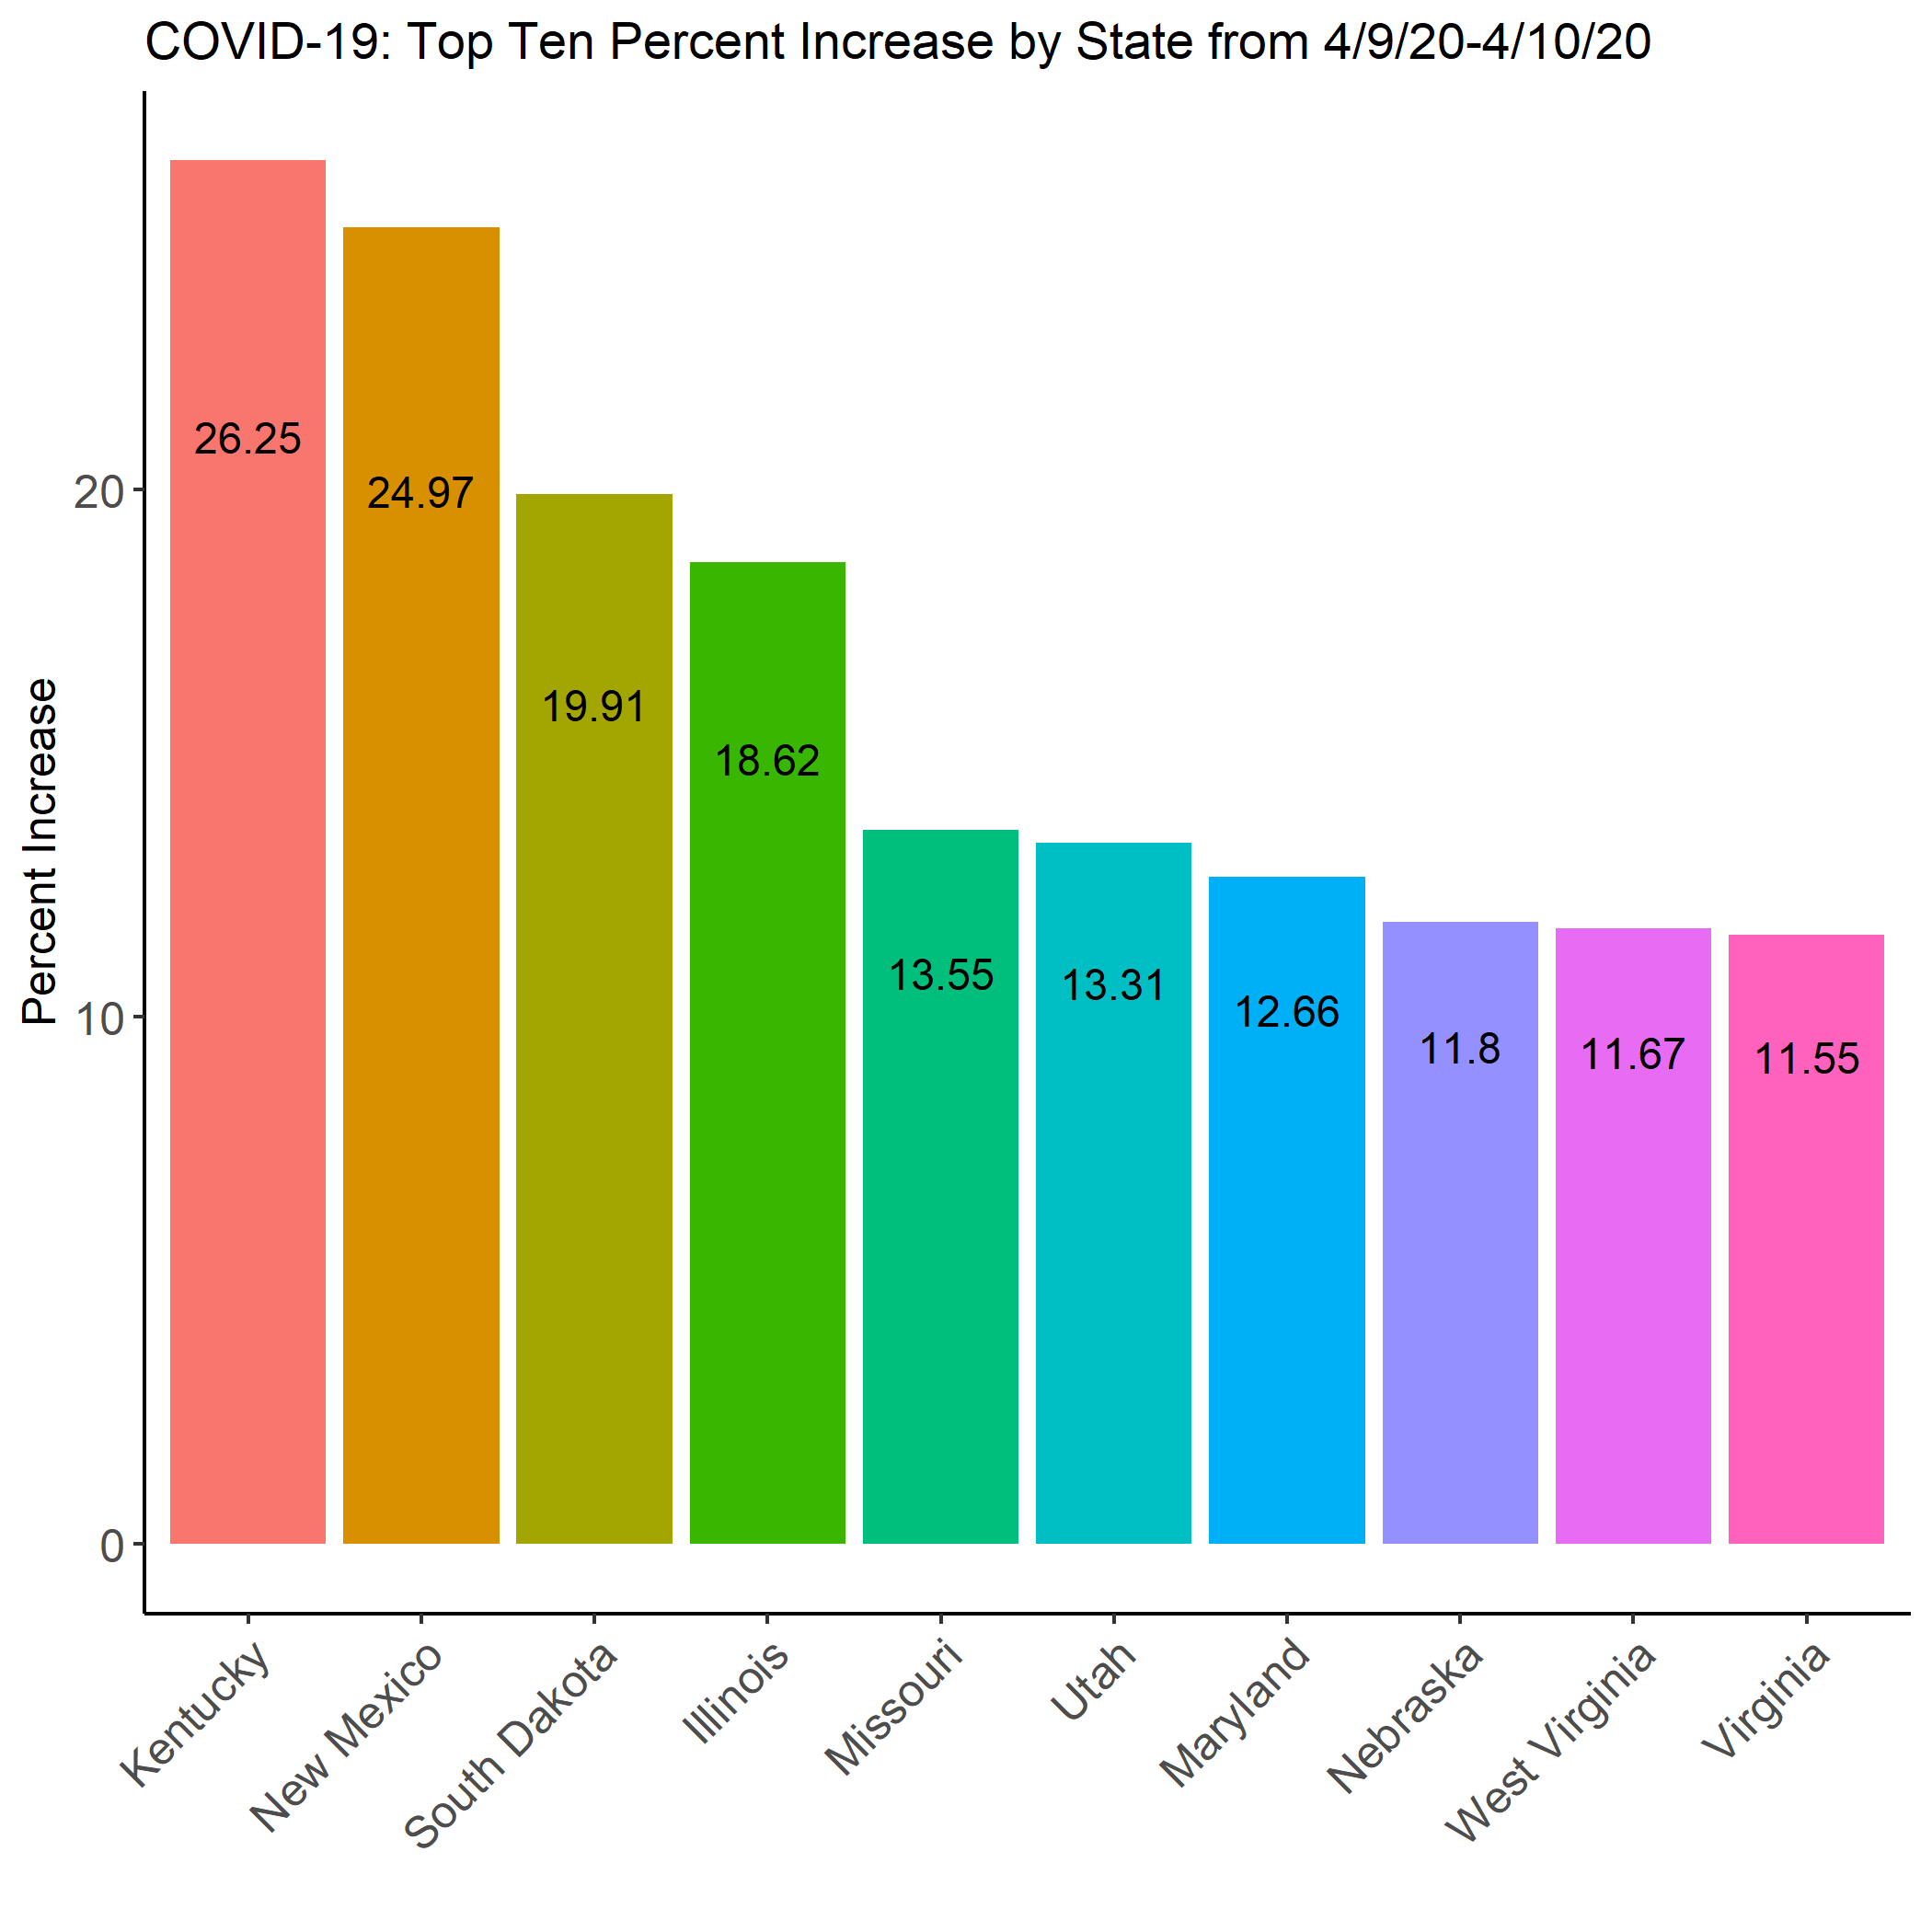 COVID-19: Top Ten Percent Increase by State from 4/9/20-4/10/20
Percent Increase
20
10
0
26.25
24.97
19.91
18.62
13.55
13.31
12.66
11.8
11.67
11.55
Kentucky
New Mexico
South Dakota
Illinois
Missouri
Utah
Maryland
Nebraska
West Virginia
Virginia